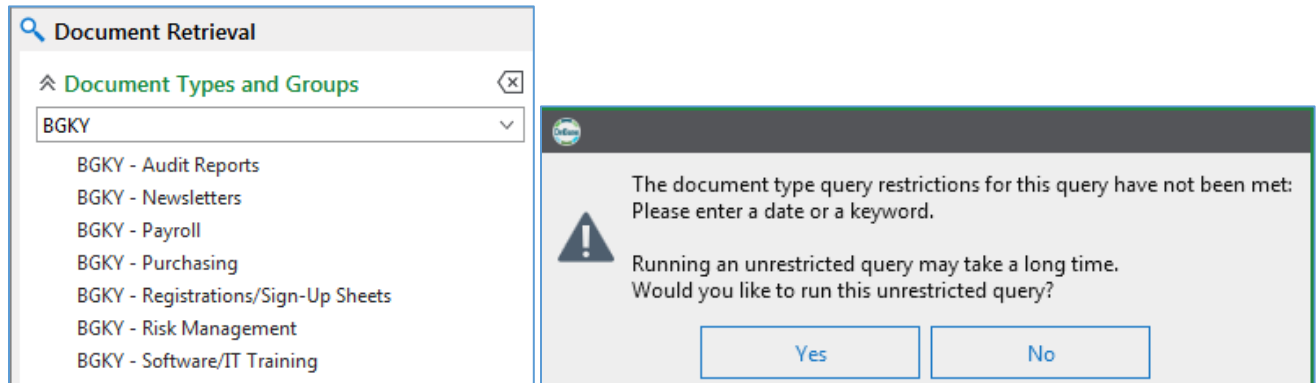 Document Retrieval
Document Types and Groups
BGKY
BGKY - Audit Reports
BGKY - Newsletters
BGKY - Payroll
BGKY - Purchasing
BGKY - Registrations/Sign-Up Sheets
BGKY - Risk Management
BGKY - Software/IT Training
OnBase
The document type query restrictions for this query have not been met:
Please enter a date or a keyword.
Running an unrestricted query may take a long time.
Would you like to run this unrestricted query?
Yes
No